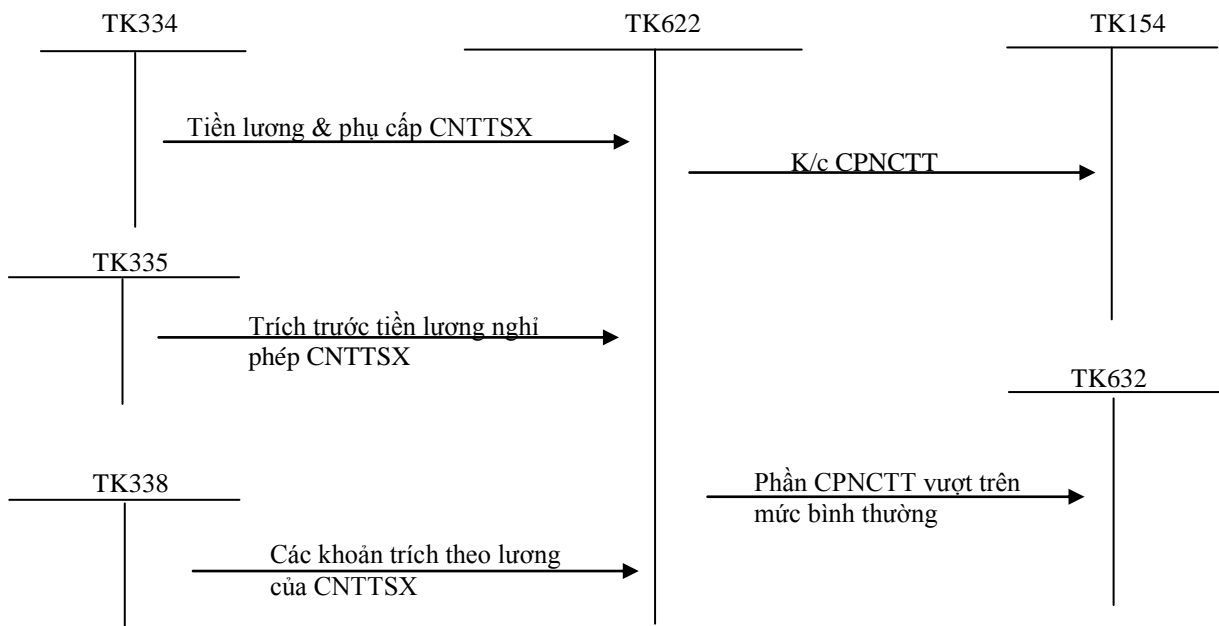 TK334
TK622
TK154
Tiền lương & phụ cấp CNTTSX
K/c CPNCTT
TK335
Trích trước tiền lương nghỉ
phép CNTTSX
TK632
TK338
Phần CPNCTT vượt trên
mức bình thường
Các khoản trích theo lương
của CNTTSX